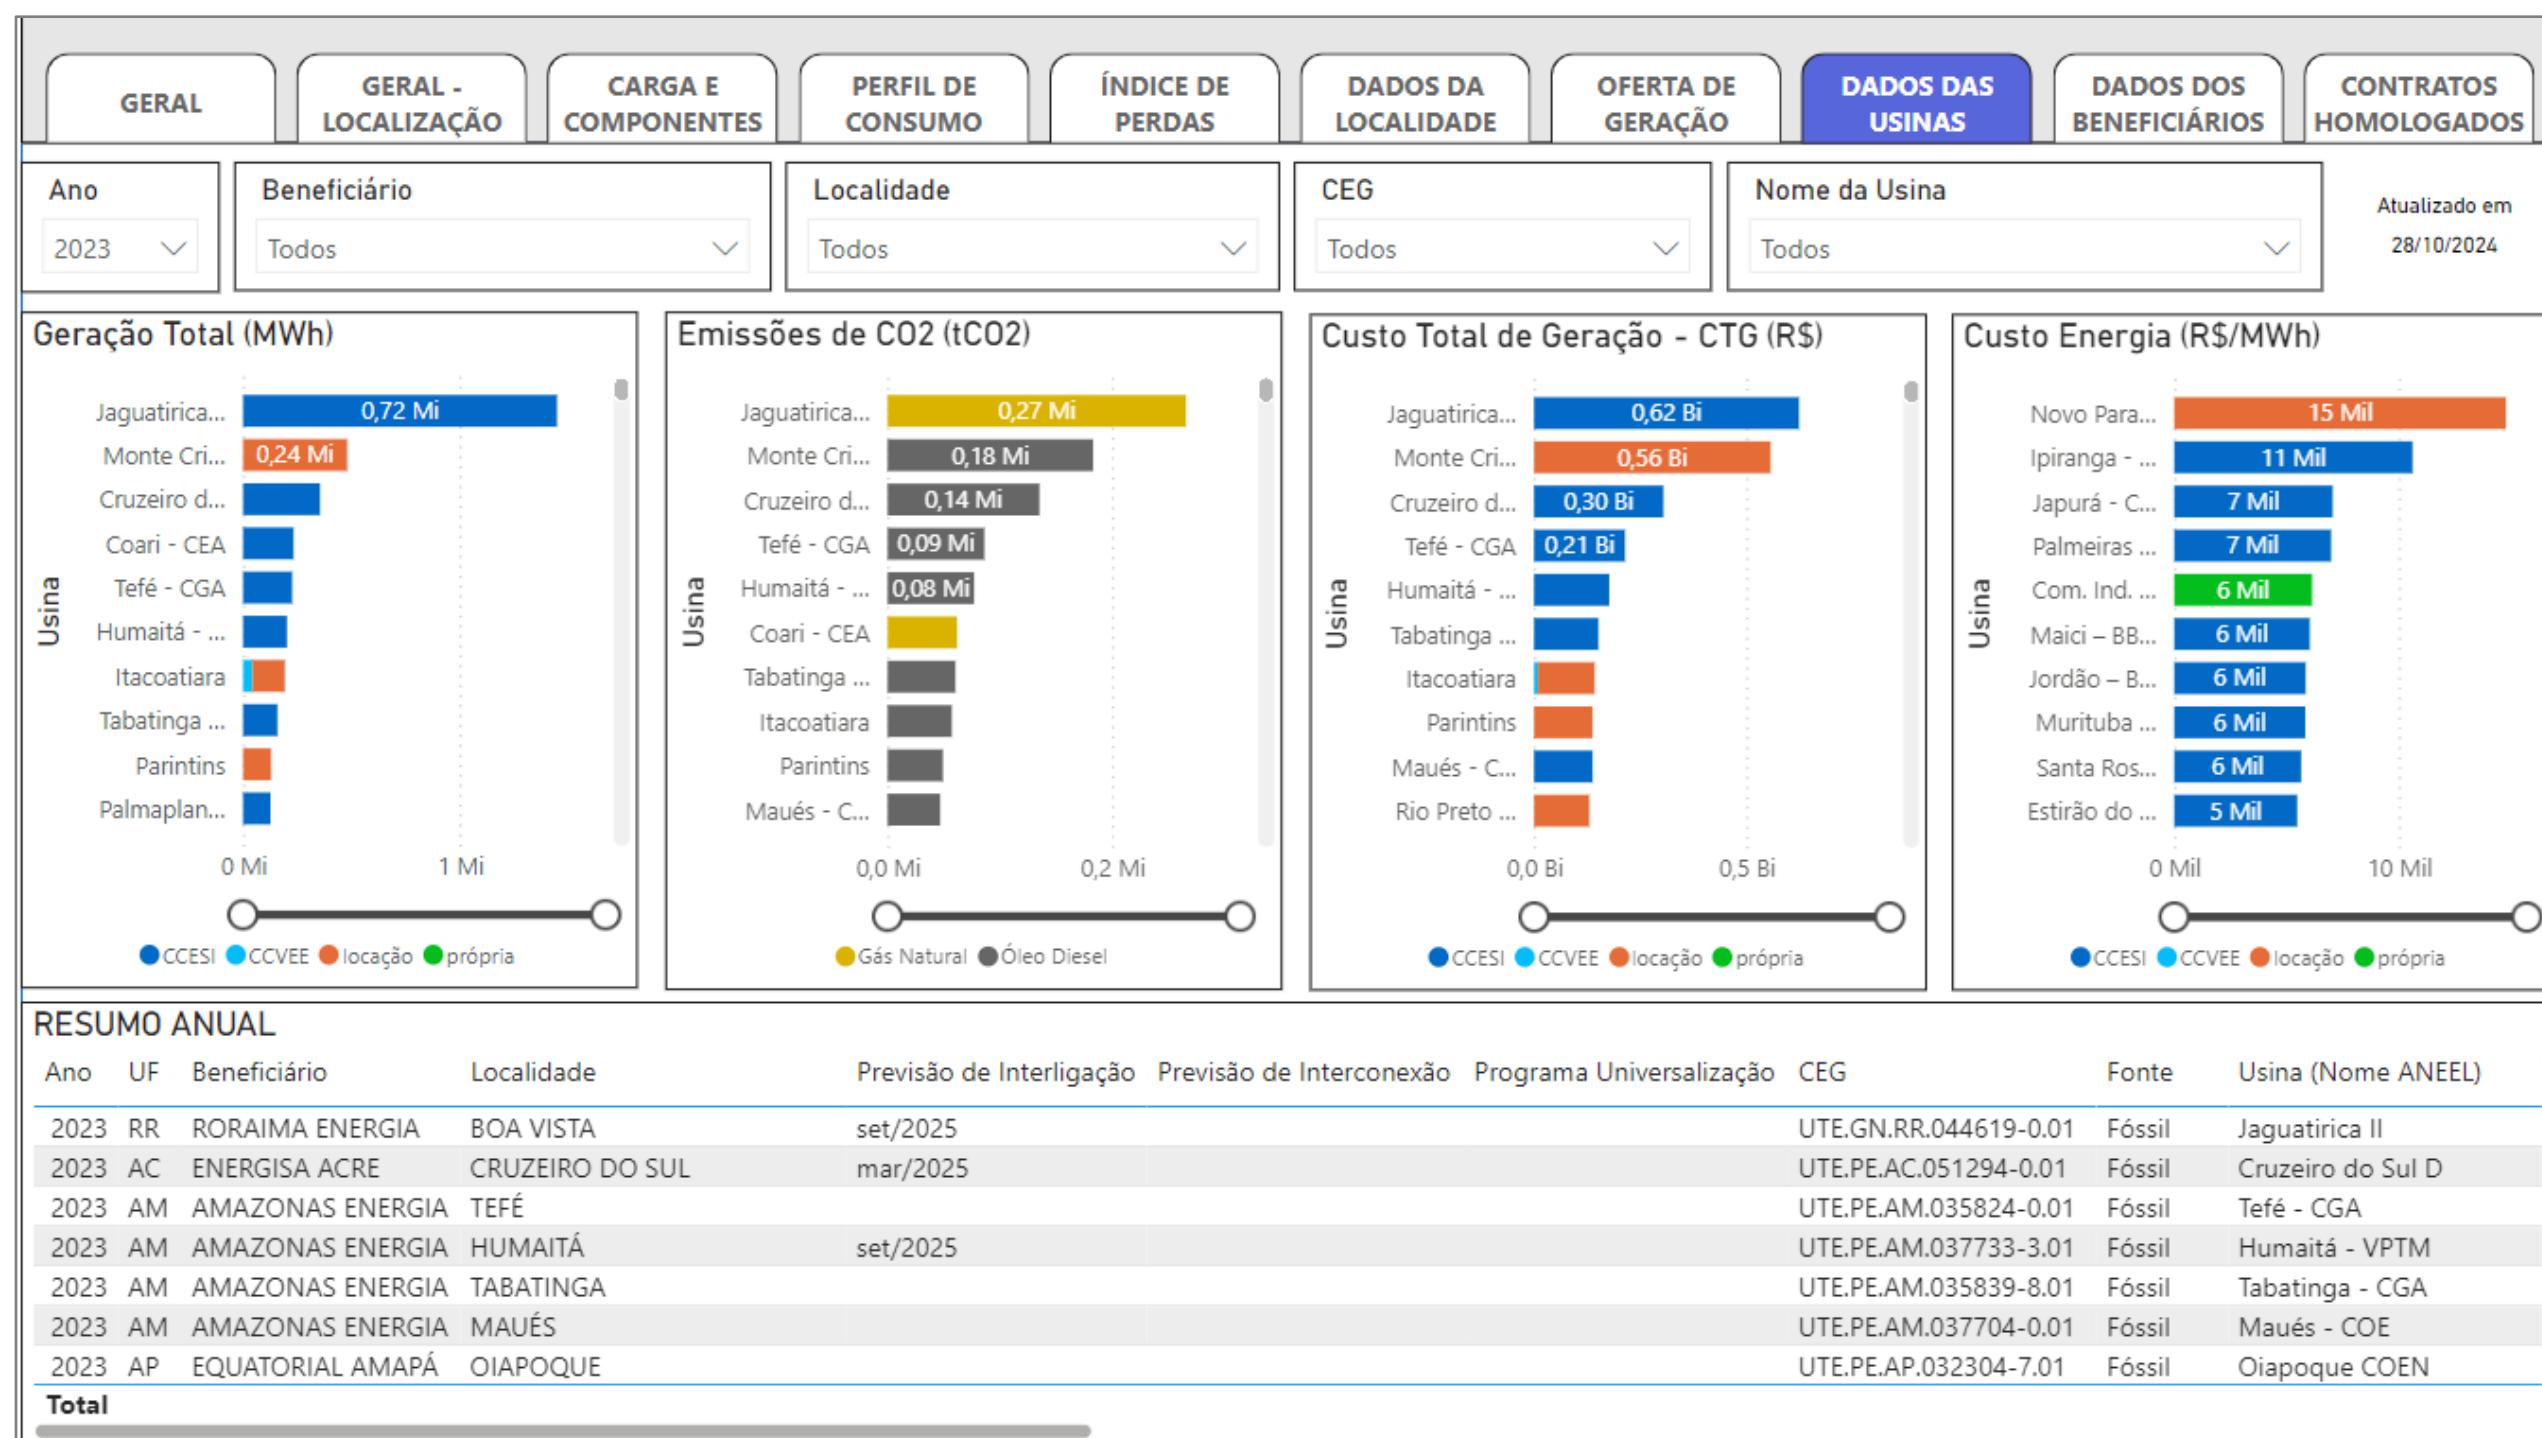 GERAL
GERAL - LOCALIZAÇÃO
CARGA E COMPONENTES
PERFIL DE CONSUMO
ÍNDICE DE PERDAS
DADOS DA LOCALIDADE
OFERTA DE GERAÇÃO
DADOS DAS USINAS
DADOS DOS BENEFICIÁRIOS
CONTRATOS HOMOLOGADOS
Ano
2023
Beneficiário
Todos
Localidade
Todos
CEG
Todos
Nome da Usina
Todos
Atualizado em
28/10/2024
Geração Total (MWh)
Usina
Jaguatirica... 0,72 Mi
Monte Cri... 0,24 Mi
Cruzeiro d...
Coari - CEA
Tefé - CGA
Humaitá - ...
Itacoatiara
Tabatinga ...
Parintins
Palmaplan...
0 Mi 1 Mi
CCESI CCVEE locação própria
Emissões de CO2 (tCO2)
Usina
Jaguatirica... 0,27 Mi
Monte Cri... 0,18 Mi
Cruzeiro d... 0,14 Mi
Tefé - CGA 0,09 Mi
Humaitá - ... 0,08 Mi
Coari - CEA
Tabatinga ...
Itacoatiara
Parintins
Maués - C...
0,0 Mi 0,2 Mi
Gás Natural Óleo Diesel
Custo Total de Geração - CTG (R$)
Usina
Jaguatirica... 0,62 Bi
Monte Cri... 0,56 Bi
Cruzeiro d... 0,30 Bi
Tefé - CGA 0,21 Bi
Humaitá - ...
Tabatinga ...
Itacoatiara
Parintins
Maués - C...
Rio Preto ...
0,0 Bi 0,5 Bi
CCESI CCVEE locação própria
Custo Energia (R$/MWh)
Usina
Novo Para... 15 Mil
Ipiranga - ... 11 Mil
Japurá - C... 7 Mil
Palmeiras ... 7 Mil
Com. Ind. ... 6 Mil
Maici – BB... 6 Mil
Jordão – B... 6 Mil
Murituba ... 6 Mil
Santa Ros... 6 Mil
Estirão do ... 5 Mil
0 Mil 10 Mil
CCESI CCVEE locação própria
RESUMO ANUAL
Ano UF Beneficiário Localidade Previsão de Interligação Previsão de Interconexão Programa Universalização CEG Fonte Usina (Nome ANEEL)
2023 RR RORAIMA ENERGIA BOA VISTA set/2025 UTE.GN.RR.044619-0.01 Fóssil Jaguatirica II
2023 AC ENERGISA ACRE CRUZEIRO DO SUL mar/2025 UTE.PE.AC.051294-0.01 Fóssil Cruzeiro do Sul D
2023 AM AMAZONAS ENERGIA TEFÉ UTE.PE.AM.035824-0.01 Fóssil Tefé - CGA
2023 AM AMAZONAS ENERGIA HUMAITÁ set/2025 UTE.PE.AM.037733-3.01 Fóssil Humaitá - VPTM
2023 AM AMAZONAS ENERGIA TABATINGA UTE.PE.AM.035839-8.01 Fóssil Tabatinga - CGA
2023 AM AMAZONAS ENERGIA MAUÉS UTE.PE.AM.037704-0.01 Fóssil Maués - COE
2023 AP EQUATORIAL AMAPÁ OIAPOQUE UTE.PE.AP.032304-7.01 Fóssil Oiapoque COEN
Total